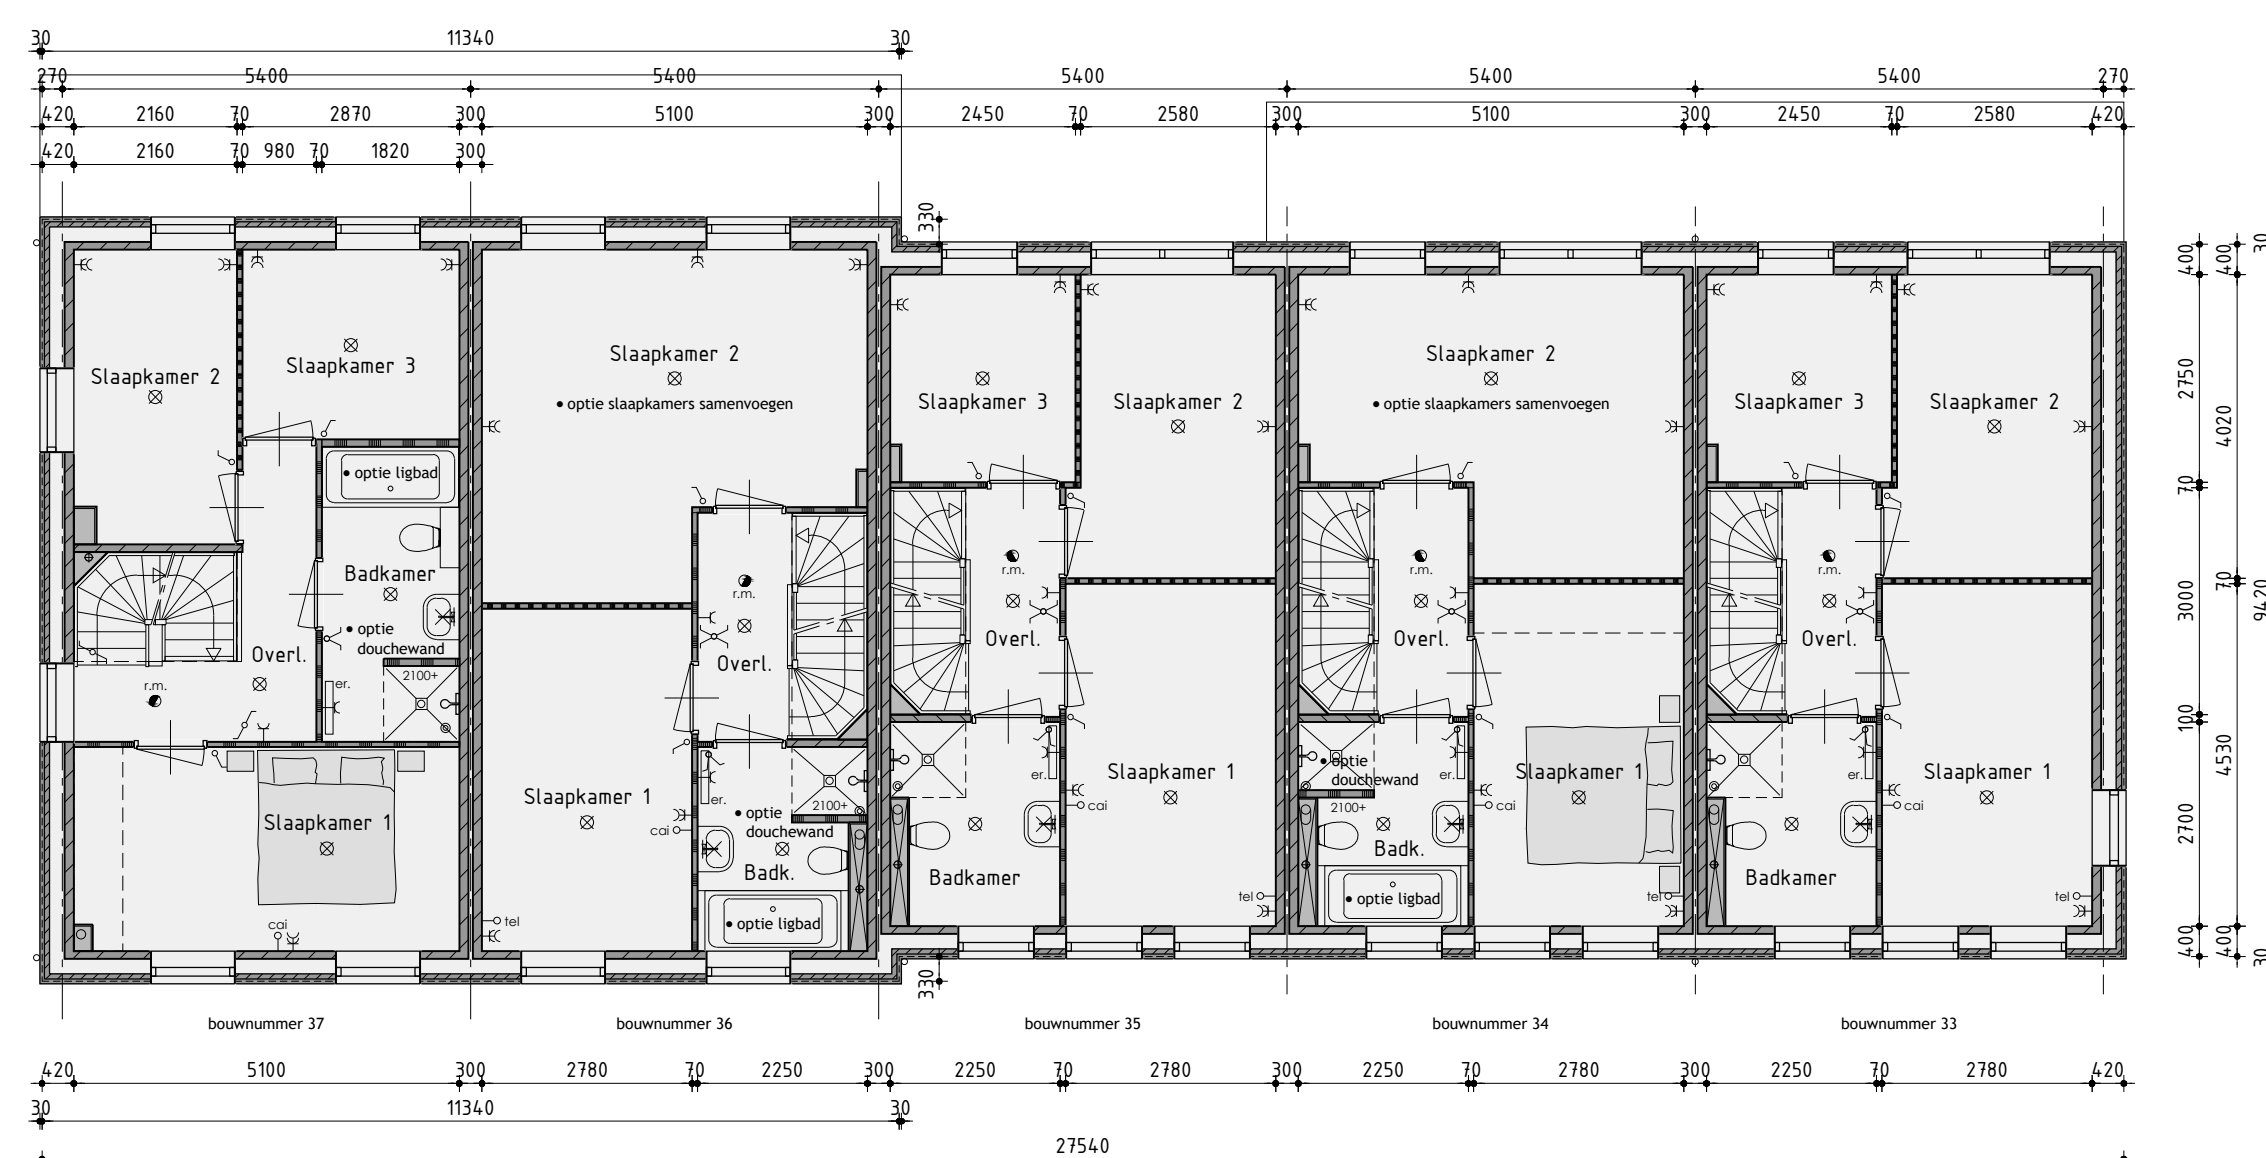 30 11340 30
270 5400 5400 5400 5400 5400 270
420 2160 70 2870 300 5100 300 2450 70 2580 300 5100 300 2450 70 2580 420
420 2160 70 980 70 1820 300
330
400 400 30
Slaapkamer 2
Slaapkamer 3
Slaapkamer 2
• optie slaapkamers samenvoegen
Slaapkamer 3
Slaapkamer 2
Slaapkamer 2
• optie slaapkamers samenvoegen
Slaapkamer 3
Slaapkamer 2
2750
4020
70
• optie ligbad
Badkamer
• optie
douchewand
Overl.
r.m.
er.
2100+
Slaapkamer 1
cai
r.m.
Overl.
Slaapkamer 1
cai
tel
er.
2100+
• optie
douchewand
Badk.
• optie ligbad
r.m.
Overl.
er.
cai
Slaapkamer 1
Badkamer
tel
r.m.
Overl.
• optie
douchewand
er.
2100+
cai
Slaapkamer 1
Badk.
• optie ligbad
tel
r.m.
Overl.
er.
cai
Slaapkamer 1
Badkamer
tel
70
3000
9420
100
4530
2700
400 400 30
330
bouwnummer 37
bouwnummer 36
bouwnummer 35
bouwnummer 34
bouwnummer 33
420 5100 300 2780 70 2250 300 2250 70 2780 300 2250 70 2780 300 2250 70 2780 420
30 11340 30
27540